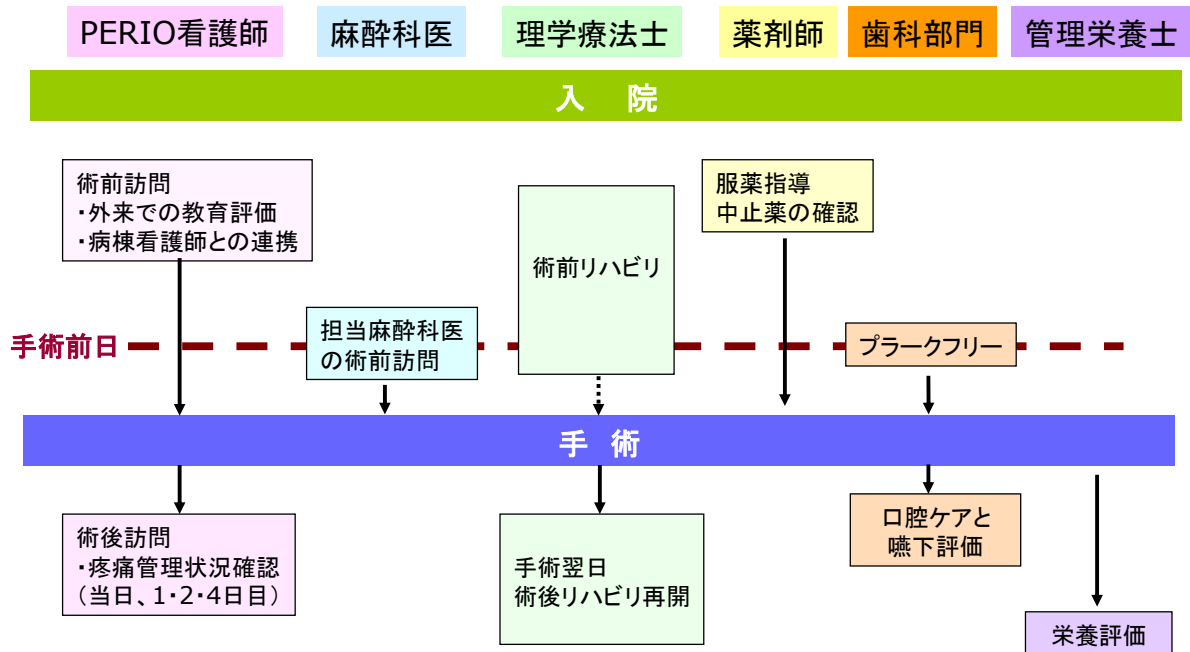 PERIO看護師
麻酔科医
理学療法士
薬剤師
歯科部門
管理栄養士
入 院
術前訪問
・外来での教育評価
・病棟看護師との連携
術前リハビリ
服薬指導
中止薬の確認
手術前日
担当麻酔科医
の術前訪問
プラークフリー
手 術
術後訪問
・疼痛管理状況確認
(当日、1・2・4日目)
手術翌日
術後リハビリ再開
口腔ケアと
嚥下評価
栄養評価